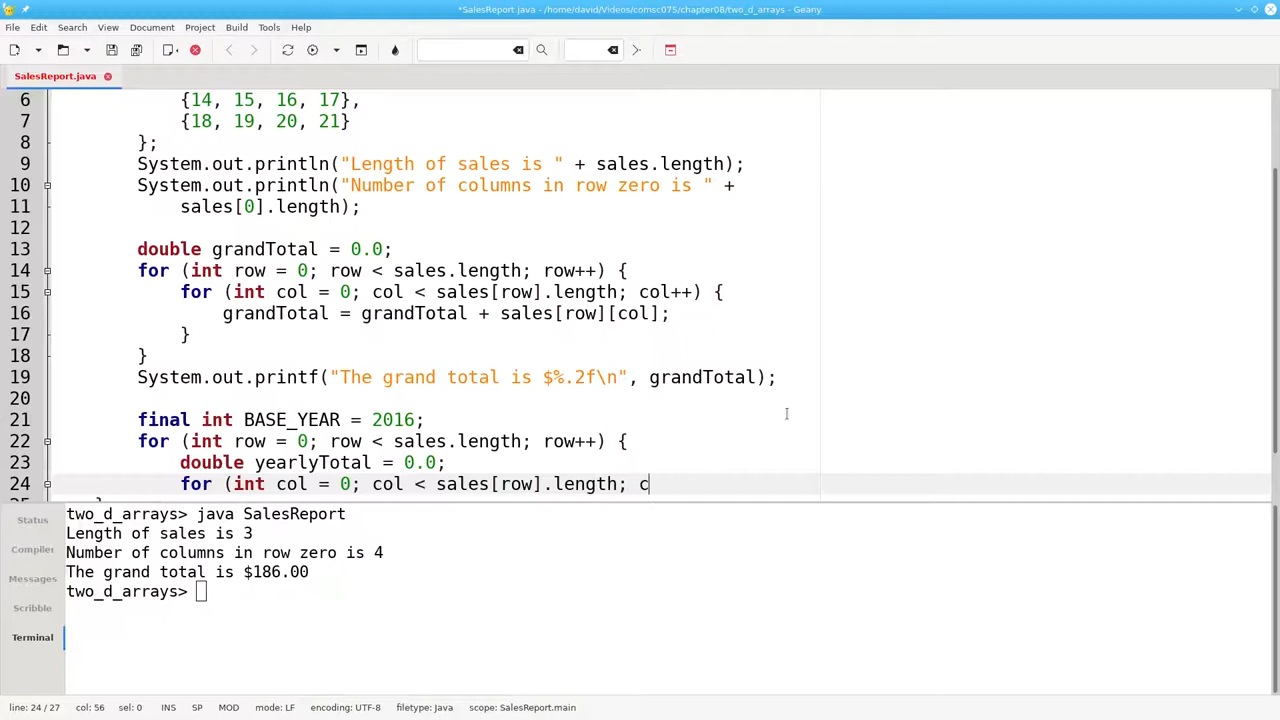 *SalesReport.java - /home/david/Videos/comsc075/chapter08/two_d_arrays - Geany
File Edit Search View Document Project Build Tools Help
SalesReport.java
6 {14, 15, 16, 17},
7 {18, 19, 20, 21}
8 };
9 System.out.println("Length of sales is " + sales.length);
10 System.out.println("Number of columns in row zero is " +
11 sales[0].length);
12
13 double grandTotal = 0.0;
14 for (int row = 0; row < sales.length; row++) {
15 for (int col = 0; col < sales[row].length; col++) {
16 grandTotal = grandTotal + sales[row][col];
17 }
18 }
19 System.out.printf("The grand total is $%.2f\n", grandTotal);
20
21 final int BASE_YEAR = 2016;
22 for (int row = 0; row < sales.length; row++) {
23 double yearlyTotal = 0.0;
24 for (int col = 0; col < sales[row].length; c
Status
Compiler
Messages
Scribble
Terminal
two_d_arrays> java SalesReport
Length of sales is 3
Number of columns in row zero is 4
The grand total is $186.00
two_d_arrays>
line: 24 / 27 col: 56 sel: 0 INS SP MOD mode: LF encoding: UTF-8 filetype: Java scope: SalesReport.main